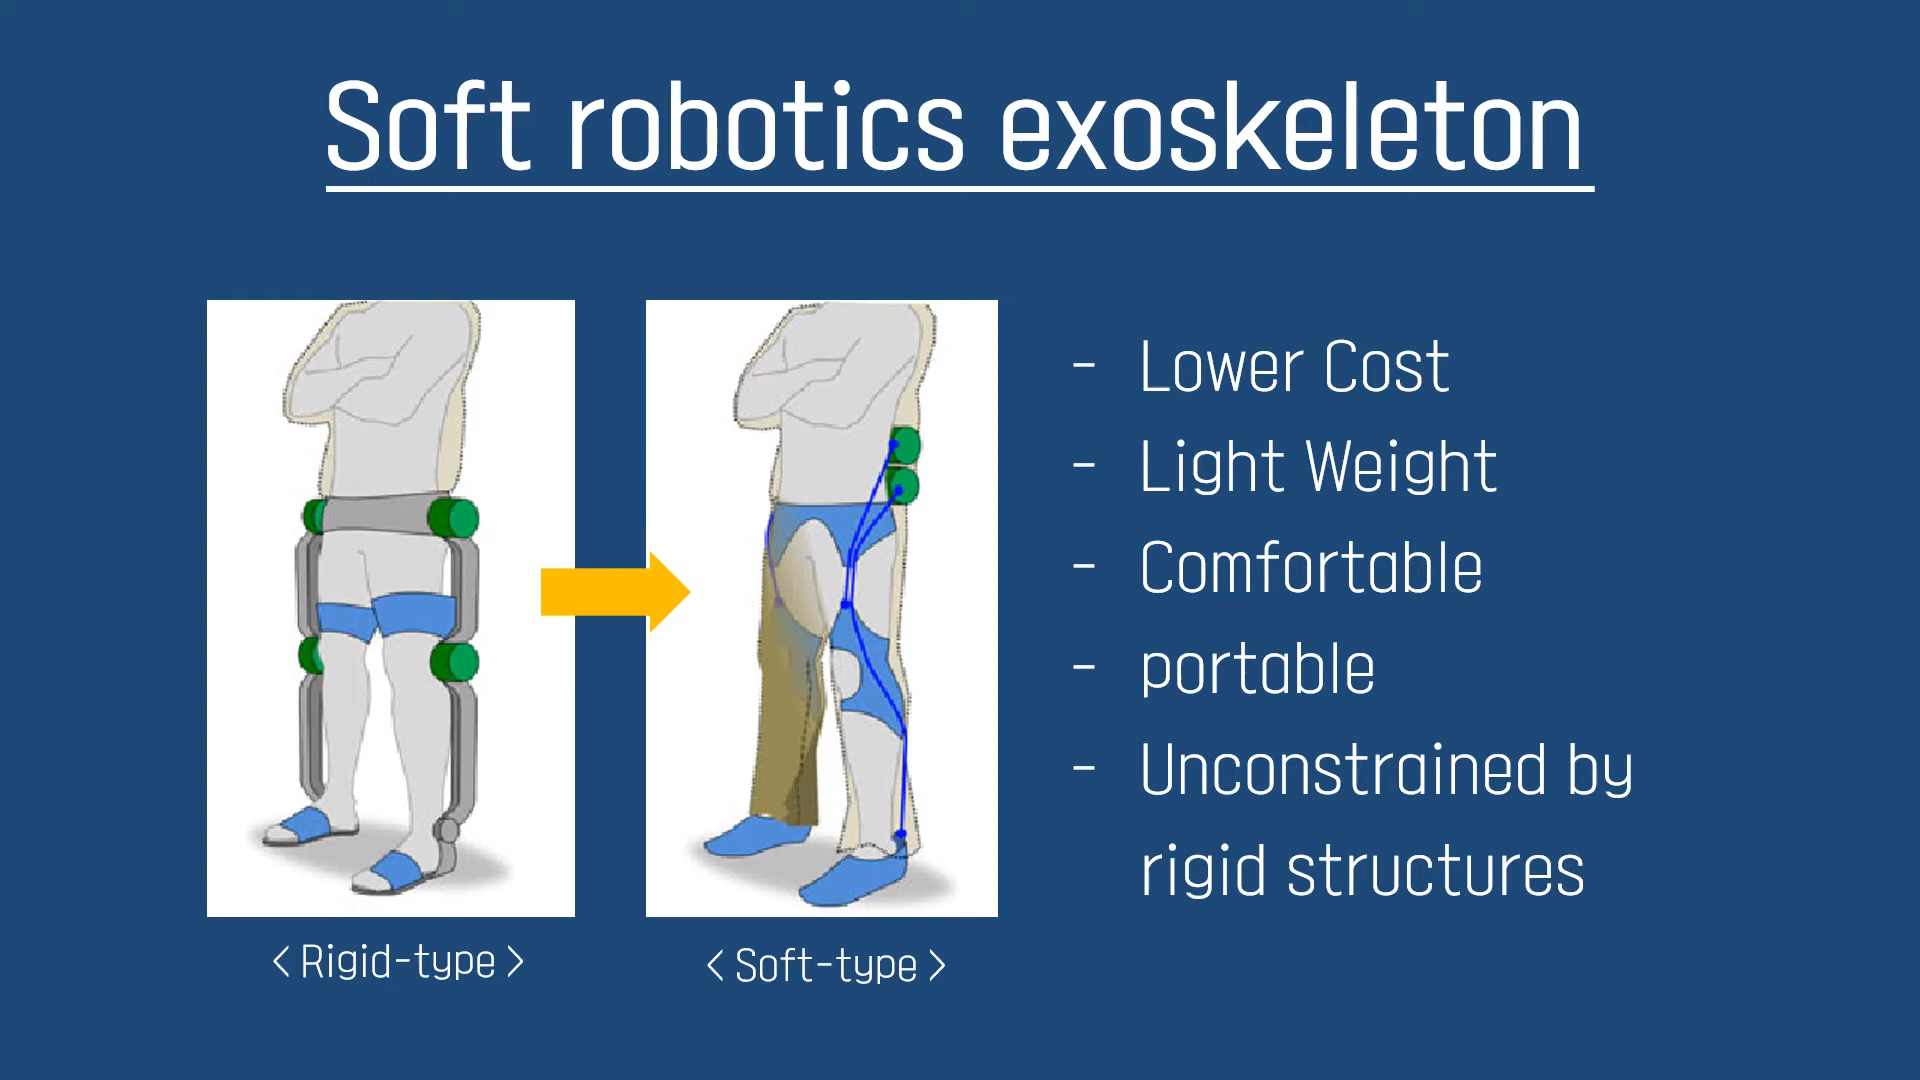 Soft robotics exoskeleton
- Lower Cost
- Light Weight
- Comfortable
- portable
- Unconstrained by
rigid structures
< Rigid-type >
< Soft-type >